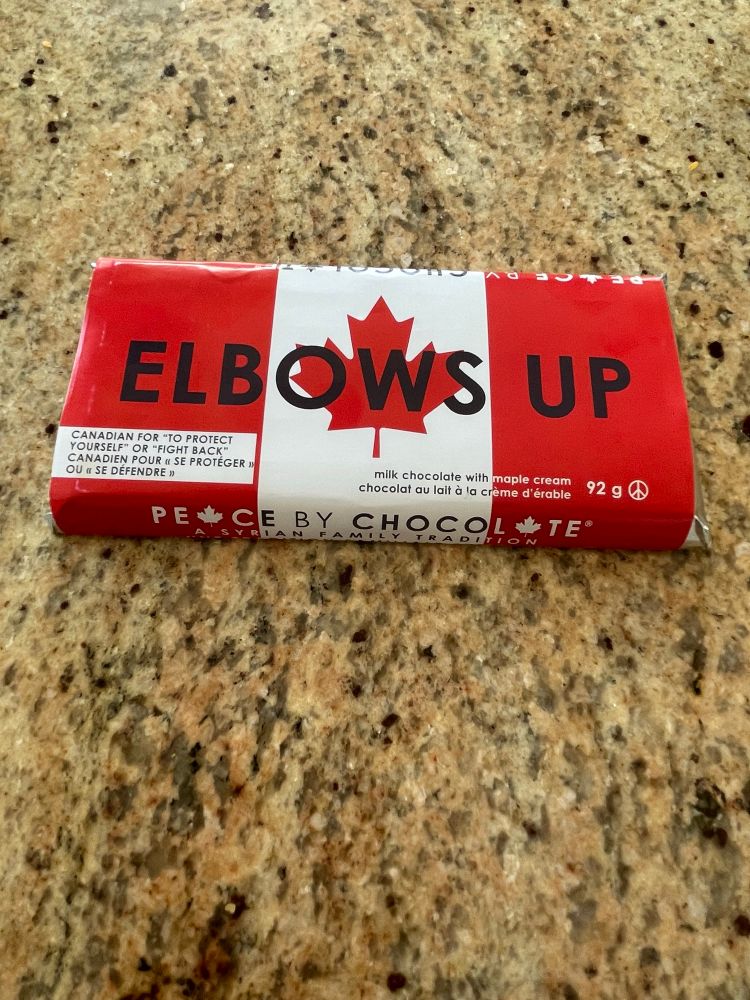 ELBOWS UP
CANADIAN FOR "TO PROTECT
YOURSELF" OR "FIGHT BACK"
CANADIEN POUR « SE PROTÉGER »
OU « SE DÉFENDRE »
milk chocolate with maple cream
chocolat au lait à la crème d'érable
92 g
PEACE BY CHOCOLATE®
A SYRIAN FAMILY TRADITION